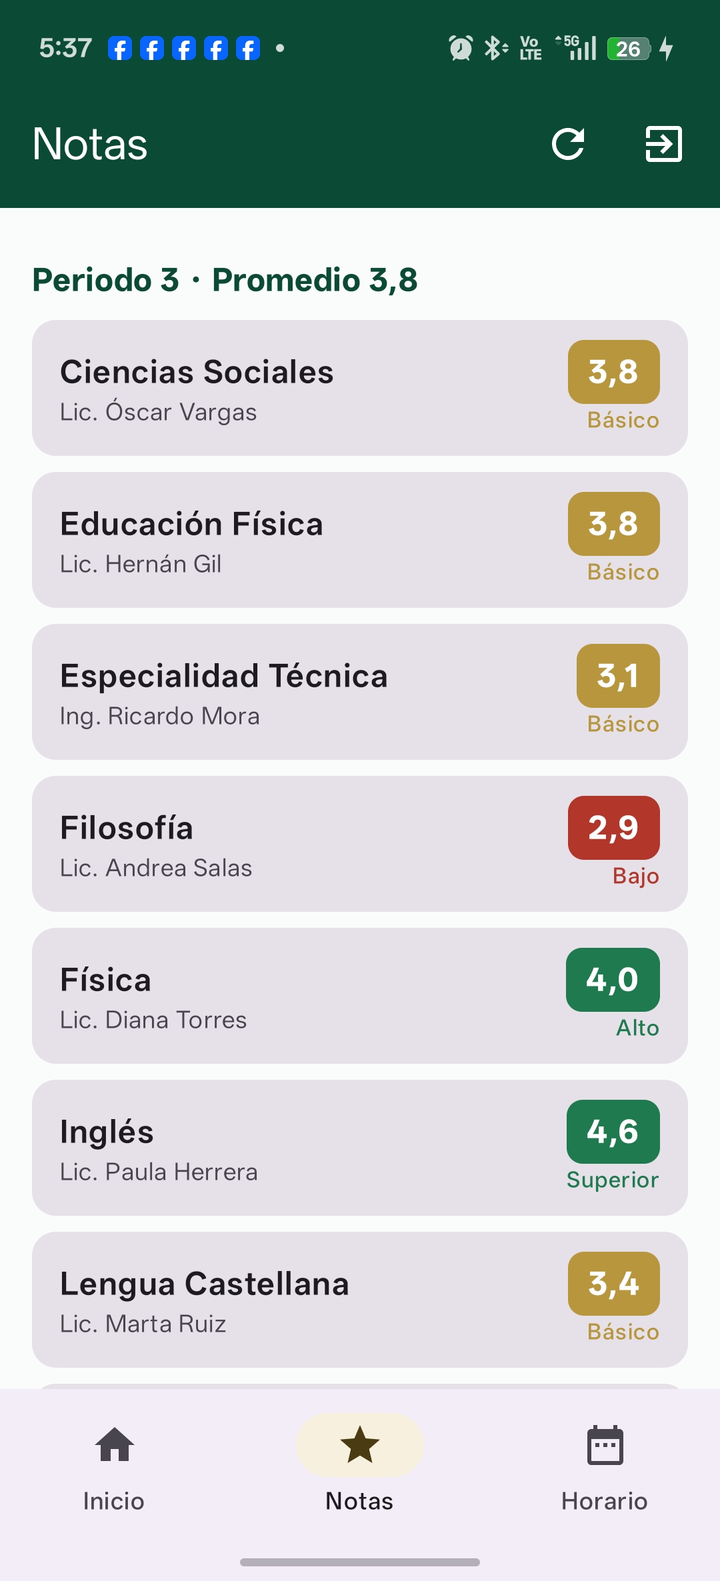 5:37
Vo LTE 5G 26
Notas
Periodo 3 · Promedio 3,8
Ciencias Sociales
3,8
Lic. Óscar Vargas
Básico
Educación Física
3,8
Lic. Hernán Gil
Básico
Especialidad Técnica
3,1
Ing. Ricardo Mora
Básico
Filosofía
2,9
Lic. Andrea Salas
Bajo
Física
4,0
Lic. Diana Torres
Alto
Inglés
4,6
Lic. Paula Herrera
Superior
Lengua Castellana
3,4
Lic. Marta Ruiz
Básico
Inicio
Notas
Horario